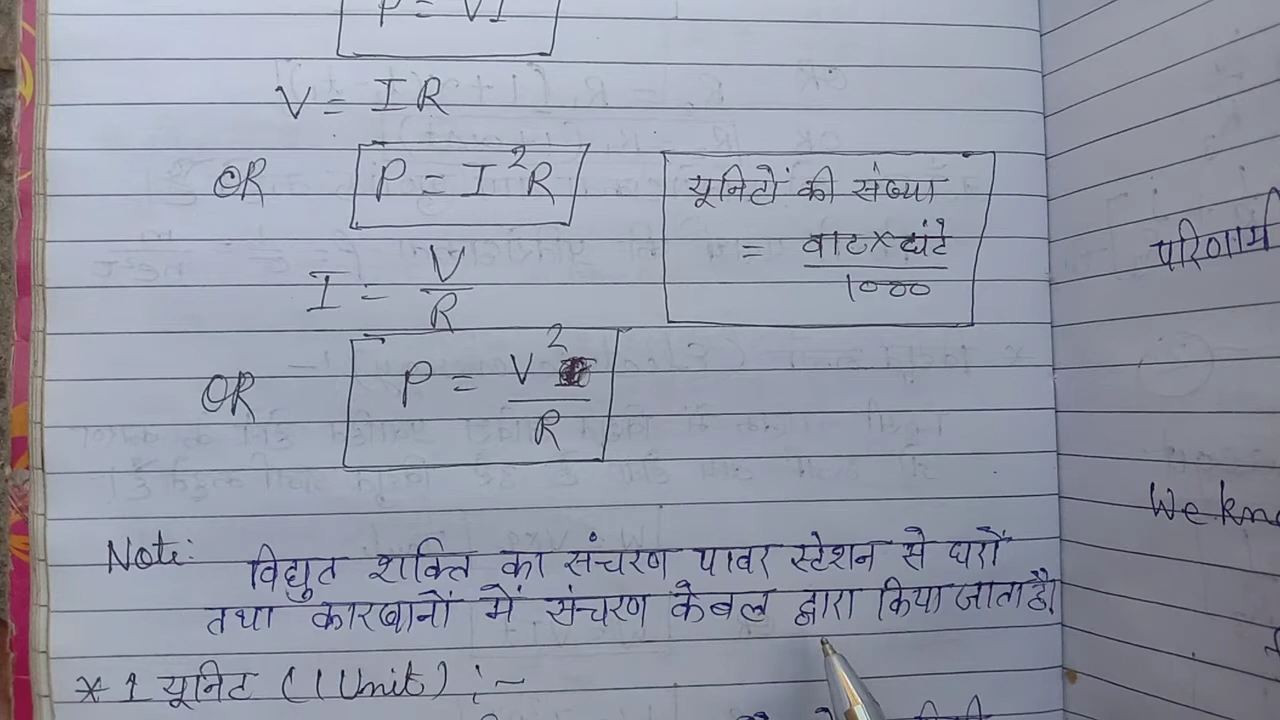 P = VI
V = IR
OR P = I²R
यूनिटों की संख्या
= वाट×घंटे
1000
I = V/R
OR P = V²/R
परिणाम
We kno
Note: विद्युत शक्ति का संचरण पावर स्टेशन से घरों
तथा कारखानों में संचरण केबल द्वारा किया जाता है।
* 1 यूनिट (1 Unit) :-